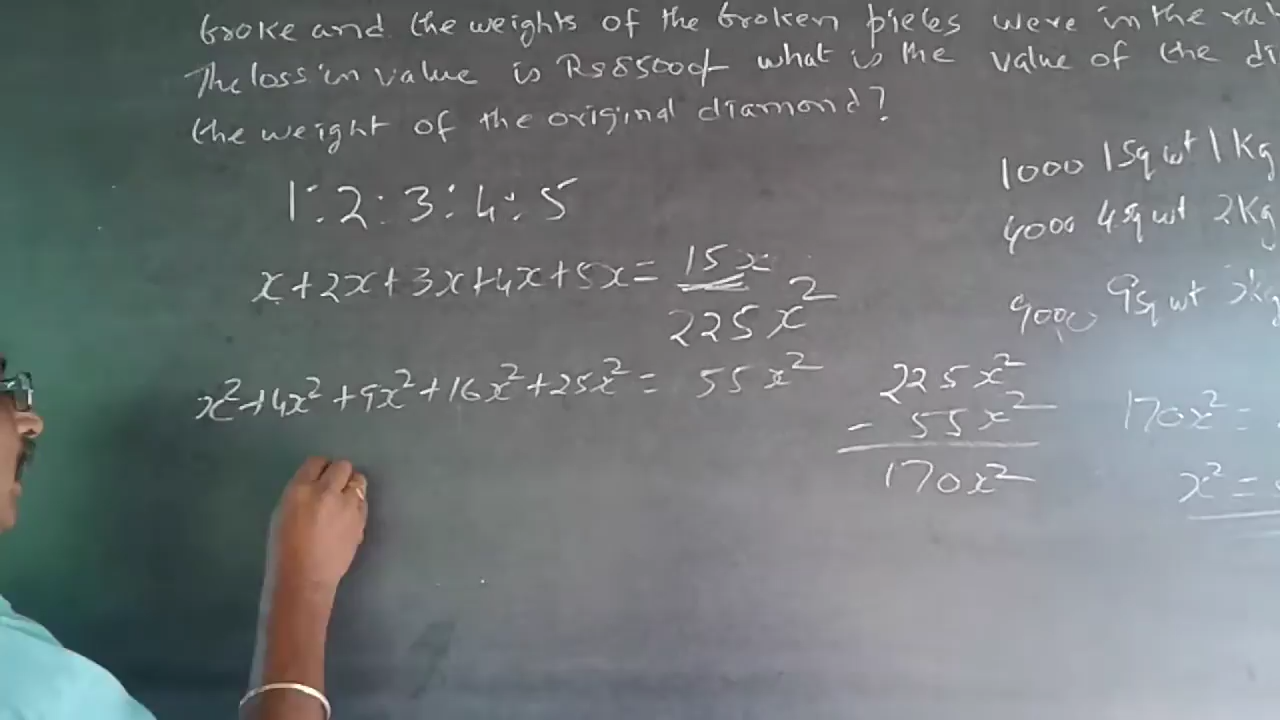 broke and the weights of the broken pieces were in the
The loss in value is Rs 85000/- what is the value of the
the weight of the original diamond?
1:2:3:4:5
x+2x+3x+4x+5x = 15x
225x²
x²+4x²+9x²+16x²+25x² = 55x²
225x²
- 55x²
170x²
1000 1sq wt 1kg
4000 4sq wt 2kg
9000 9sq wt 3kg
170x² =
x² =